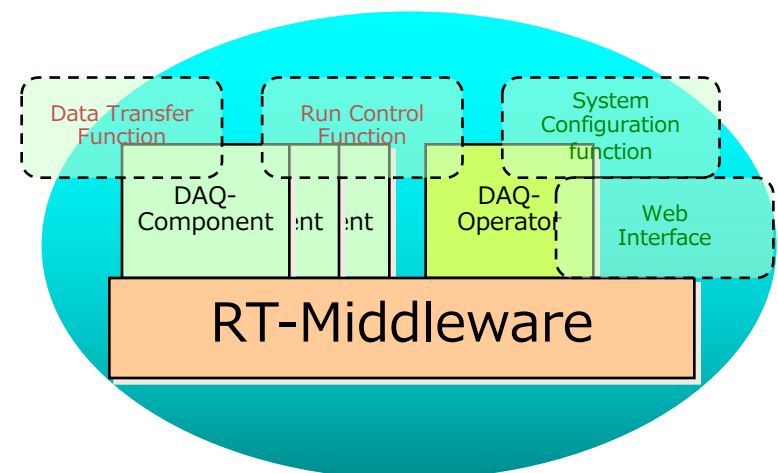 Data Transfer
Function
Run Control
Function
System
Configuration
function
DAQ-
Component
ent
ent
DAQ-
Operator
Web
Interface
RT-Middleware